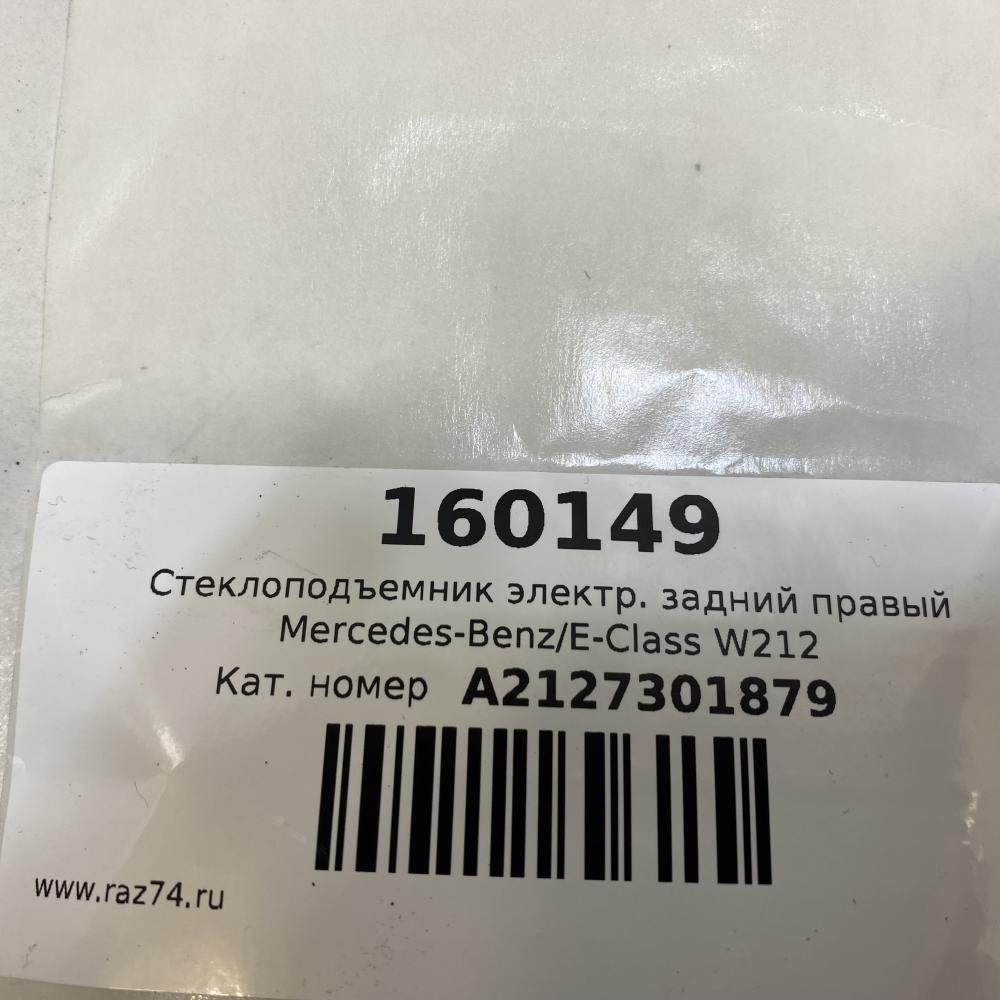 160149
Стеклоподъемник электр. задний правый
Mercedes-Benz/E-Class W212
Кат. номер A2127301879
www.raz74.ru